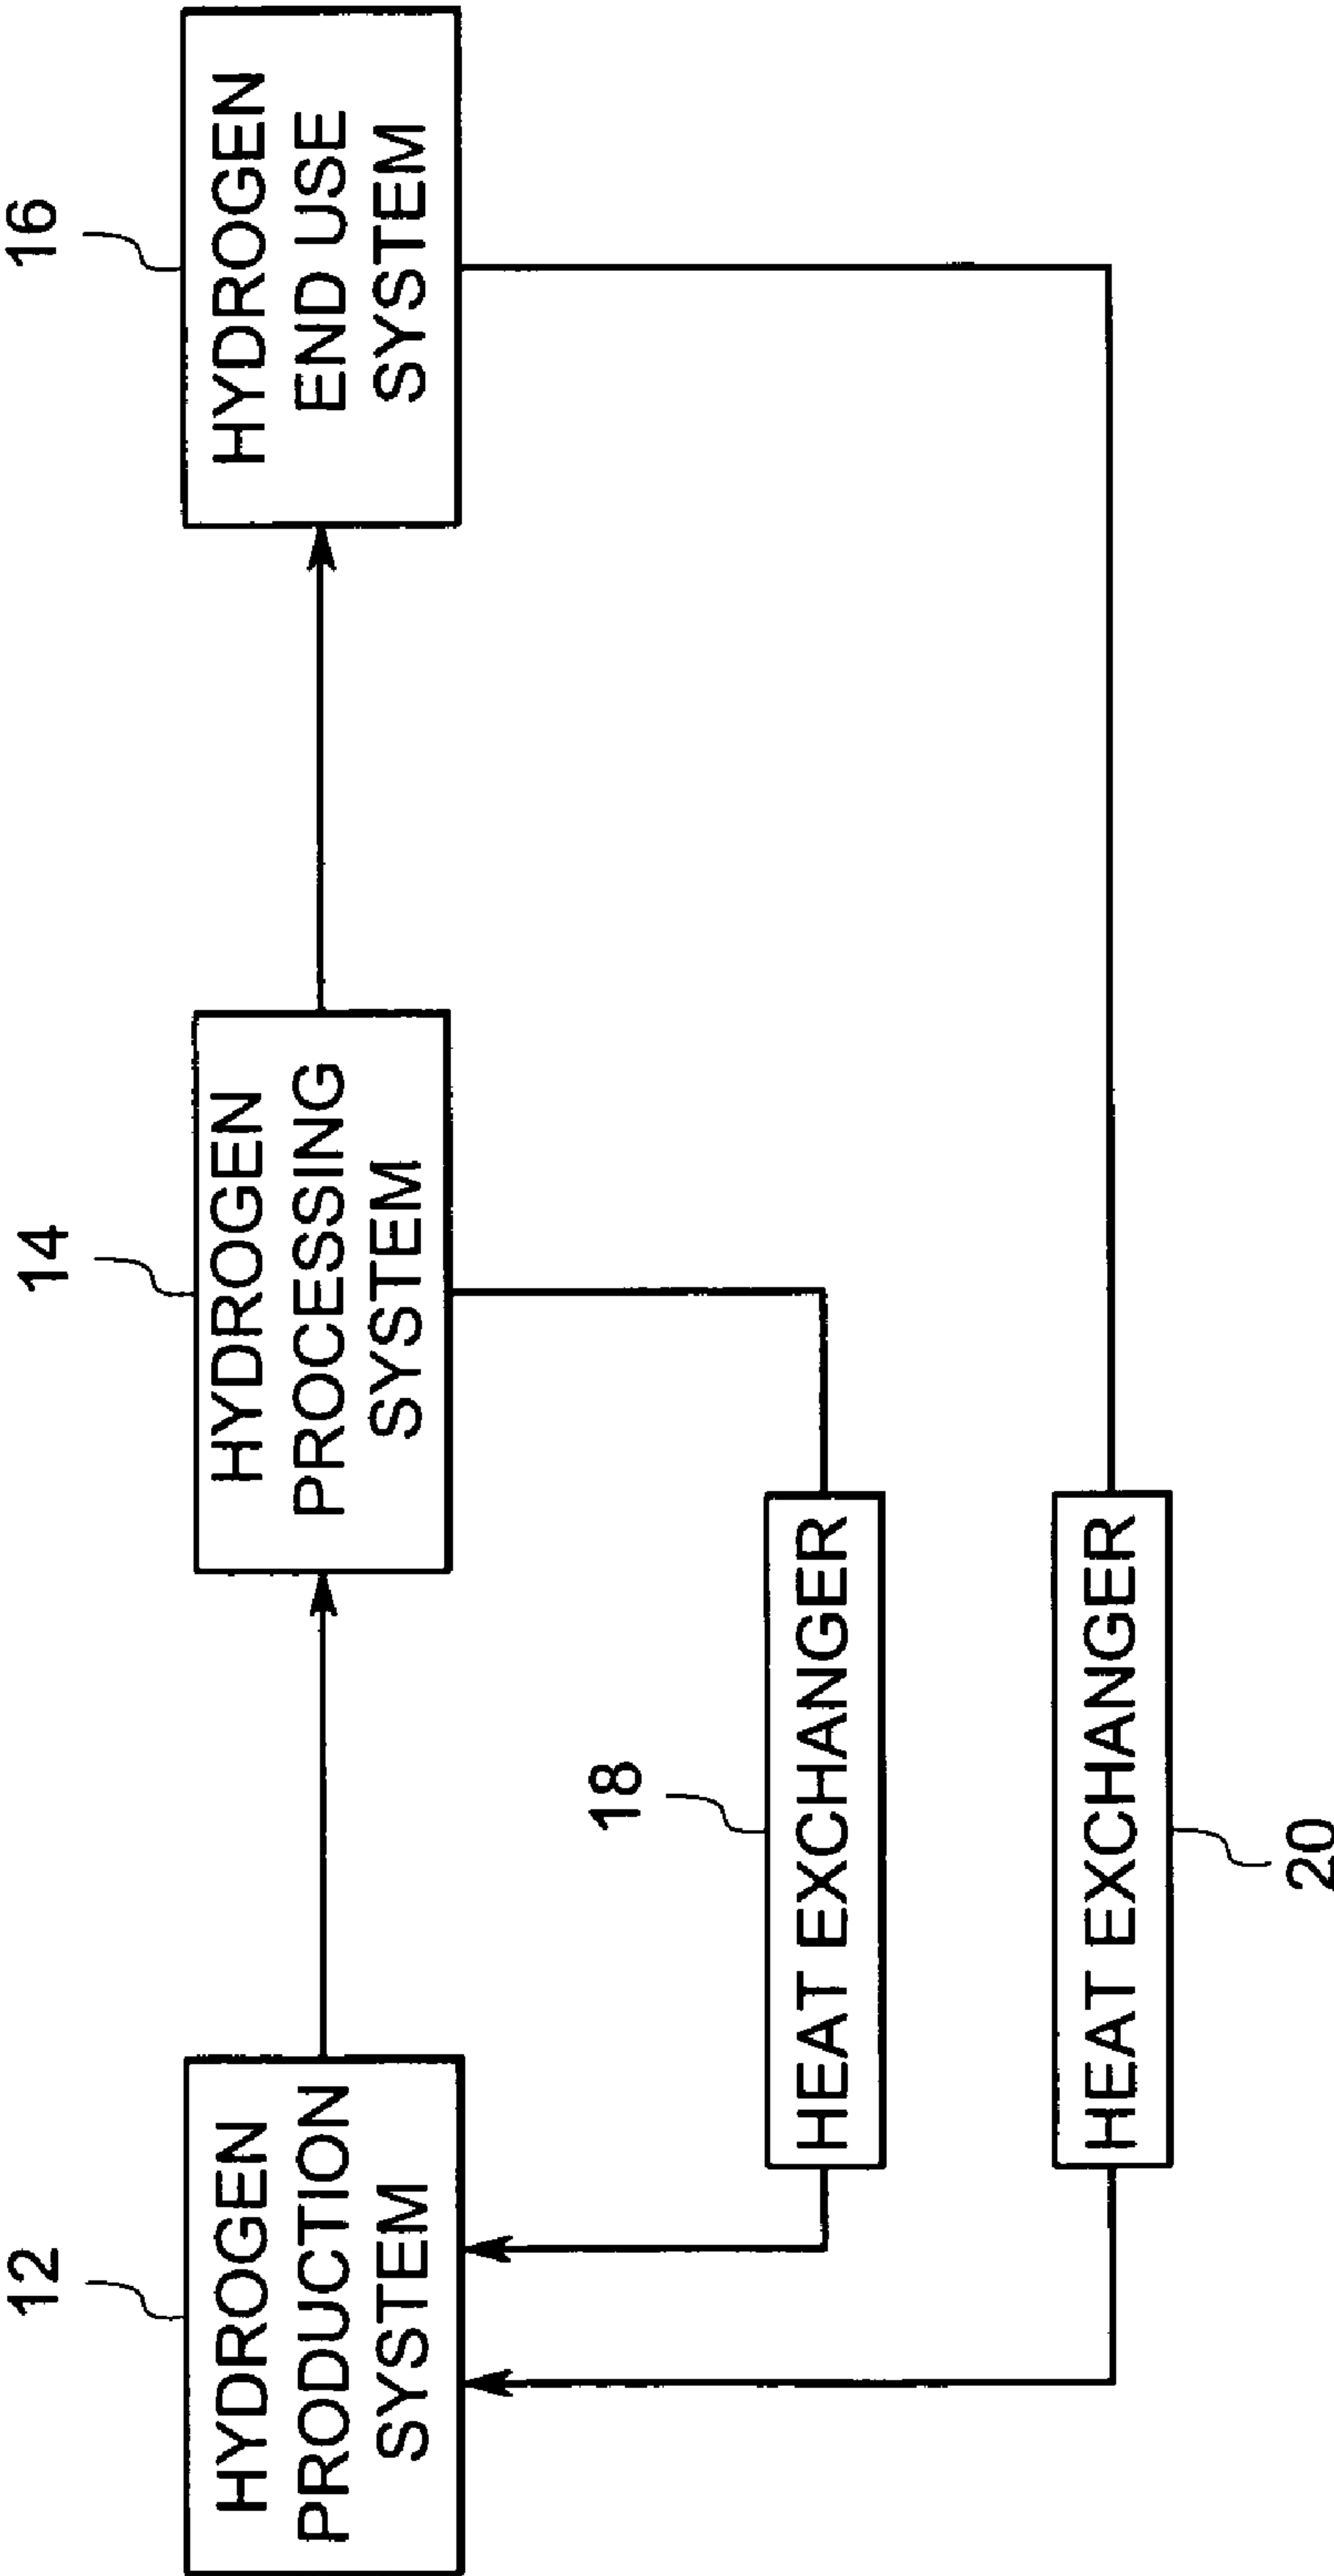 12
HYDROGEN
PRODUCTION
SYSTEM
14
HYDROGEN
PROCESSING
SYSTEM
16
HYDROGEN
END USE
SYSTEM
18
HEAT EXCHANGER
HEAT EXCHANGER
20